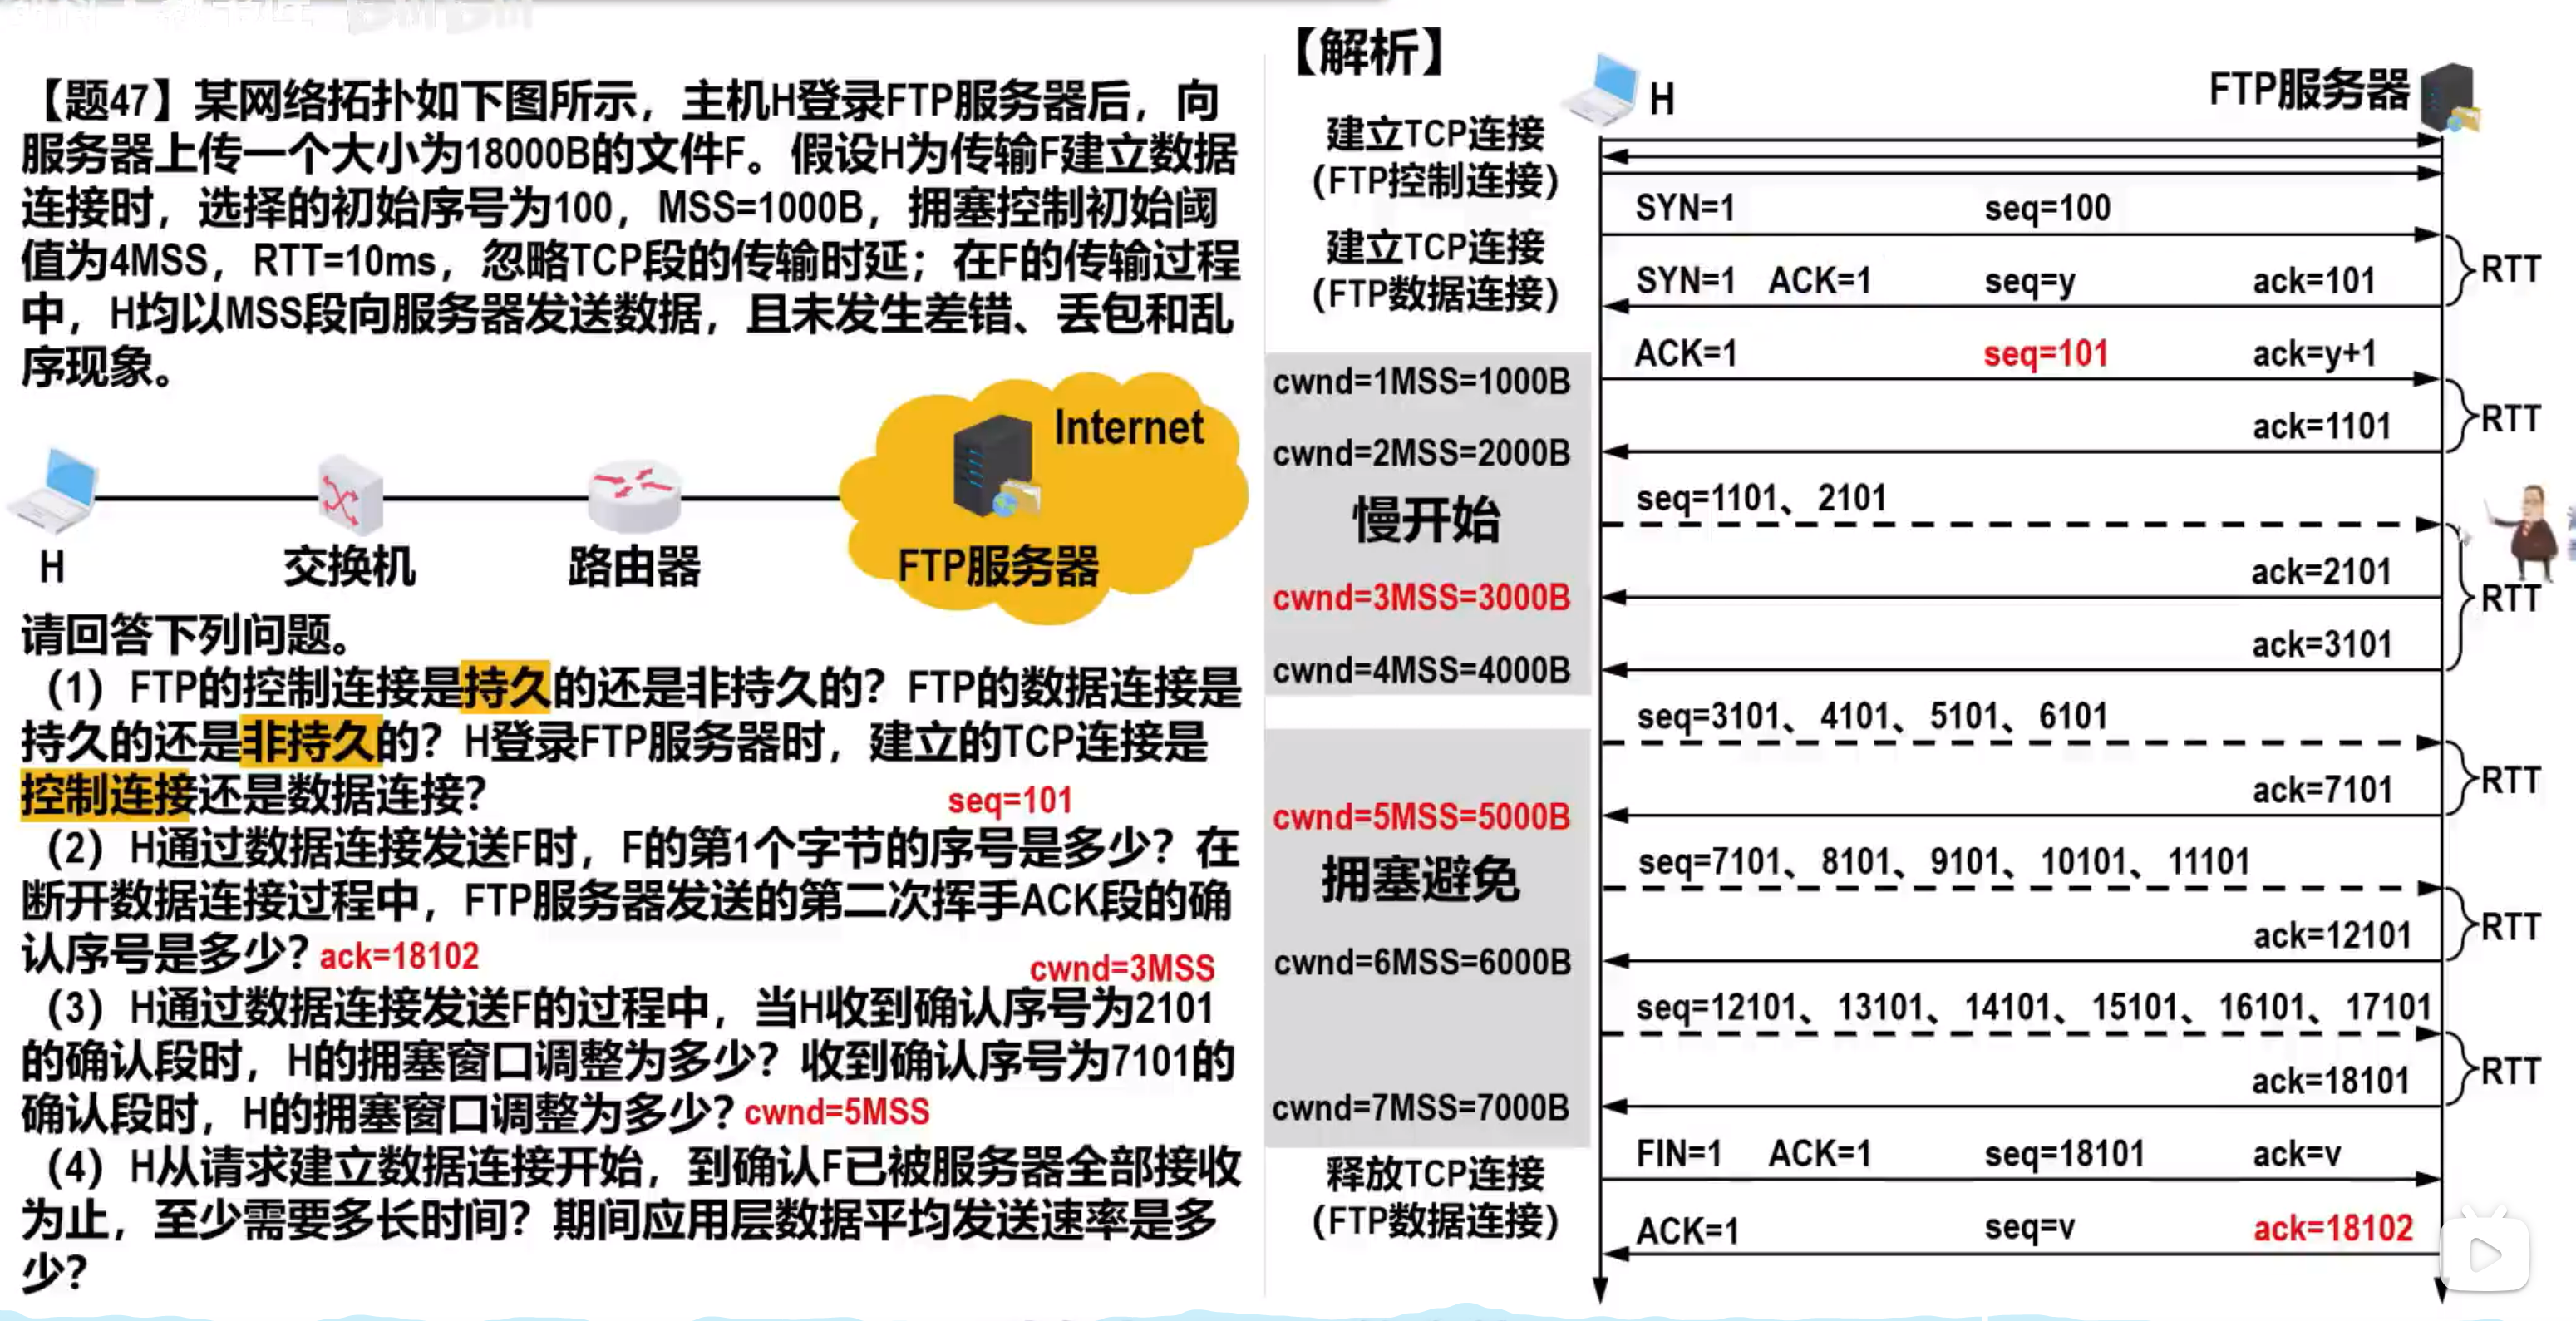 【题47】某网络拓扑如下图所示，主机H登录FTP服务器后，向
服务器上传一个大小为18000B的文件F。假设H为传输F建立数据
连接时，选择的初始序号为100，MSS=1000B，拥塞控制初始阈
值为4MSS，RTT=10ms，忽略TCP段的传输时延；在F的传输过程
中，H均以MSS段向服务器发送数据，且未发生差错、丢包和乱
序现象。
Internet
H
交换机
路由器
FTP服务器
请回答下列问题。
（1）FTP的控制连接是持久的还是非持久的？FTP的数据连接是
持久的还是非持久的？H登录FTP服务器时，建立的TCP连接是
控制连接还是数据连接？
seq=101
（2）H通过数据连接发送F时，F的第1个字节的序号是多少？在
断开数据连接过程中，FTP服务器发送的第二次挥手ACK段的确
认序号是多少？ack=18102
cwnd=3MSS
（3）H通过数据连接发送F的过程中，当H收到确认序号为2101
的确认段时，H的拥塞窗口调整为多少？收到确认序号为7101的
确认段时，H的拥塞窗口调整为多少？cwnd=5MSS
（4）H从请求建立数据连接开始，到确认F已被服务器全部接收
为止，至少需要多长时间？期间应用层数据平均发送速率是多
少？
【解析】
H
FTP服务器
建立TCP连接
（FTP控制连接）
SYN=1 seq=100
建立TCP连接
（FTP数据连接）
RTT
SYN=1 ACK=1 seq=y ack=101
ACK=1 seq=101 ack=y+1
cwnd=1MSS=1000B
RTT
ack=1101
cwnd=2MSS=2000B
seq=1101、2101
慢开始
ack=2101
cwnd=3MSS=3000B
RTT
ack=3101
cwnd=4MSS=4000B
seq=3101、4101、5101、6101
RTT
ack=7101
cwnd=5MSS=5000B
seq=7101、8101、9101、10101、11101
拥塞避免
RTT
ack=12101
cwnd=6MSS=6000B
seq=12101、13101、14101、15101、16101、17101
RTT
ack=18101
cwnd=7MSS=7000B
FIN=1 ACK=1 seq=18101 ack=v
释放TCP连接
（FTP数据连接）
ACK=1 seq=v ack=18102